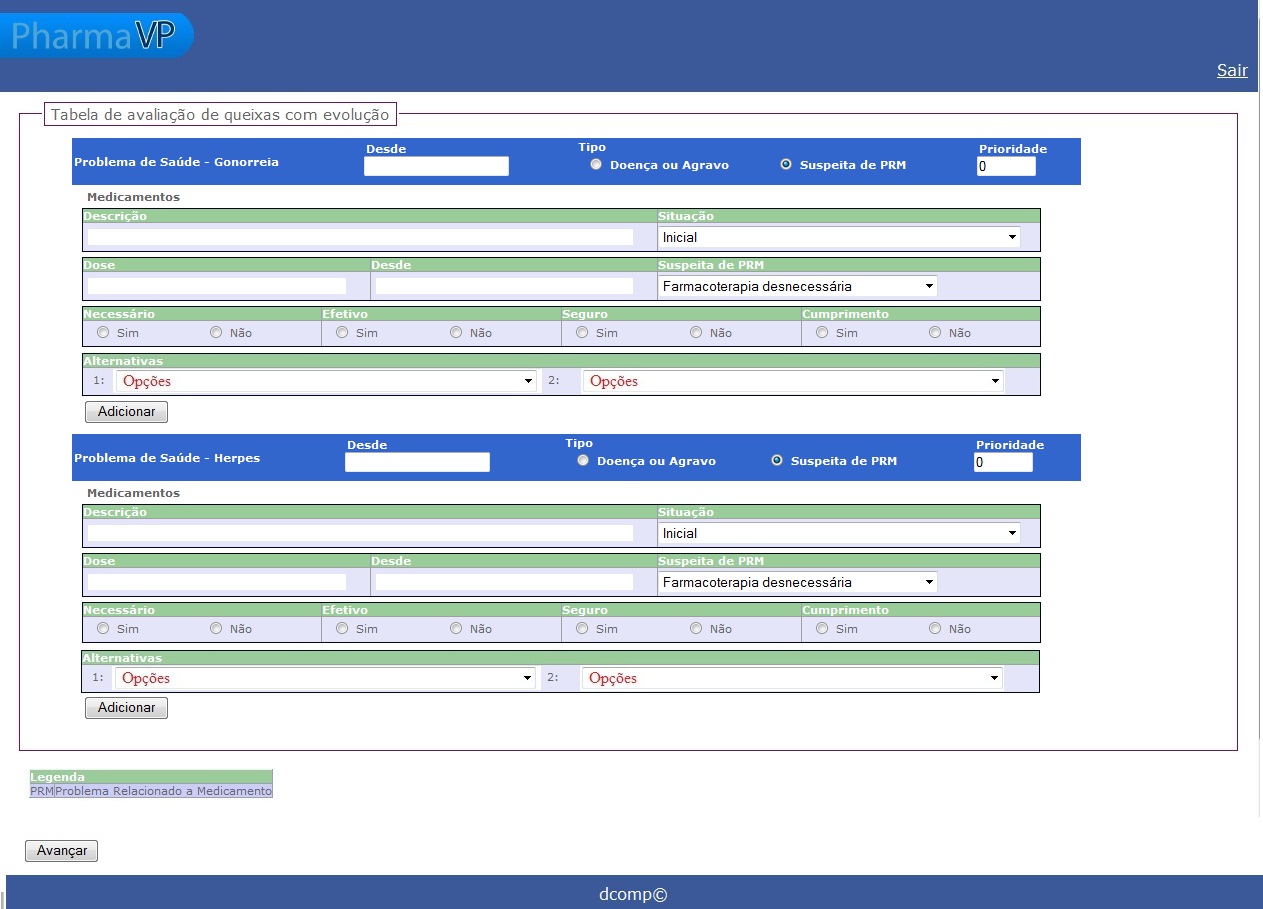 PharmaVP
Sair
Tabela de avaliação de queixas com evolução
Problema de Saúde - Gonorreia Desde Tipo Doença ou Agravo Suspeita de PRM Prioridade 0
Medicamentos
Descrição Situação
Inicial
Dose Desde Suspeita de PRM
Farmacoterapia desnecessária
Necessário Efetivo Seguro Cumprimento
Sim Não Sim Não Sim Não Sim Não
Alternativas
1: Opções 2: Opções
Adicionar
Problema de Saúde - Herpes Desde Tipo Doença ou Agravo Suspeita de PRM Prioridade 0
Medicamentos
Descrição Situação
Inicial
Dose Desde Suspeita de PRM
Farmacoterapia desnecessária
Necessário Efetivo Seguro Cumprimento
Sim Não Sim Não Sim Não Sim Não
Alternativas
1: Opções 2: Opções
Adicionar
Legenda
PRM Problema Relacionado a Medicamento
Avançar
dcomp©